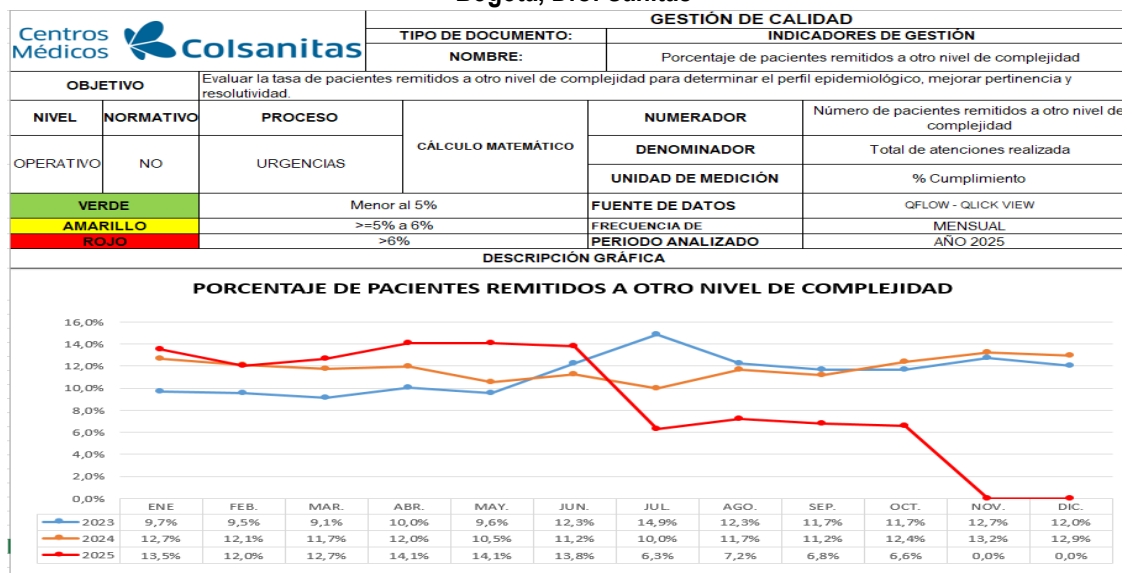 Bogotá, D.C. Sanitas
Centros Médicos Colsanitas
GESTIÓN DE CALIDAD
TIPO DE DOCUMENTO: INDICADORES DE GESTIÓN
NOMBRE: Porcentaje de pacientes remitidos a otro nivel de complejidad
OBJETIVO Evaluar la tasa de pacientes remitidos a otro nivel de complejidad para determinar el perfil epidemiológico, mejorar pertinencia y
resolutividad.
NIVEL NORMATIVO PROCESO CÁLCULO MATEMÁTICO NUMERADOR Número de pacientes remitidos a otro nivel de
complejidad
OPERATIVO NO URGENCIAS DENOMINADOR Total de atenciones realizada
UNIDAD DE MEDICIÓN % Cumplimiento
VERDE Menor al 5% FUENTE DE DATOS QFLOW - QLICK VIEW
AMARILLO >=5% a 6% FRECUENCIA DE MENSUAL
ROJO >6% PERIODO ANALIZADO AÑO 2025
DESCRIPCIÓN GRÁFICA
PORCENTAJE DE PACIENTES REMITIDOS A OTRO NIVEL DE COMPLEJIDAD
16,0%
14,0%
12,0%
10,0%
8,0%
6,0%
4,0%
2,0%
0,0%
ENE FEB. MAR. ABR. MAY. JUN. JUL. AGO. SEP. OCT. NOV. DIC.
2023 9,7% 9,5% 9,1% 10,0% 9,6% 12,3% 14,9% 12,3% 11,7% 11,7% 12,7% 12,0%
2024 12,7% 12,1% 11,7% 12,0% 10,5% 11,2% 10,0% 11,7% 11,2% 12,4% 13,2% 12,9%
2025 13,5% 12,0% 12,7% 14,1% 14,1% 13,8% 6,3% 7,2% 6,8% 6,6% 0,0% 0,0%